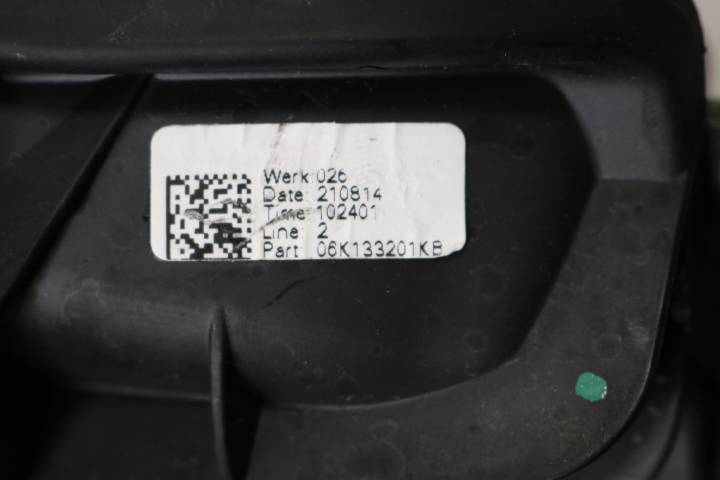 Werk:026
Date: 210814
Time: 102401
Line: 2
Part: 06K133201KB